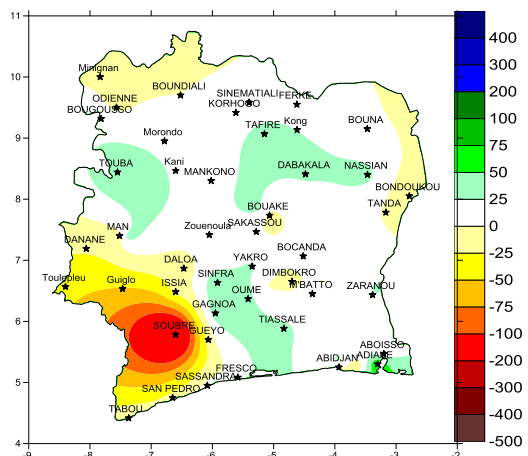 11
10
9
8
7
6
5
4
-9 -8 -7 -6 -5 -4 -3 -2
Minignan
ODIENNE
BOUGOUSSO
BOUNDIALI
SINEMATIALI
FERKE
KORHOGO
TAFIRE
Kong
BOUNA
Morondo
TOUBA
Kani
MANKONO
DABAKALA
NASSIAN
BONDOUKOU
TANDA
BOUAKE
SAKASSOU
Zouenoula
MAN
DANANE
BOCANDA
DALOA
YAKRO
SINFRA
DIMBOKRO
M'BATTO
Toulepleu
Guiglo
ISSIA
OUME
ZARANOU
GAGNOA
SOUBRE
GUEYO
TIASSALE
ABOISSO
ADIAKE
ABIDJAN
FRESCO
SASSANDRA
SAN PEDRO
TABOU
400
300
200
100
75
50
25
0
-25
-50
-75
-100
-200
-300
-400
-500